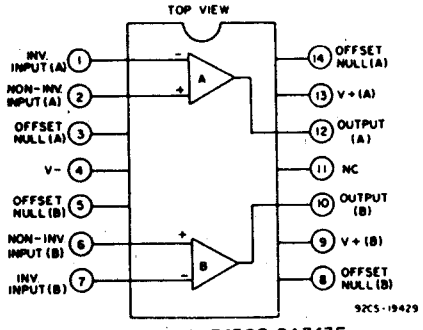 TOP VIEW
INV.
INPUT (A)
1
NON-INV.
INPUT (A)
2
OFFSET
NULL (A)
3
V-
4
OFFSET
NULL (B)
5
NON-INV
INPUT (B)
6
INV.
INPUT (B)
7
-
+
A
+
-
B
14
OFFSET
NULL (A)
13
V+ (A)
12
OUTPUT
(A)
11
NC
10
OUTPUT
(B)
9
V+ (B)
8
OFFSET
NULL (B)
92CS-19429